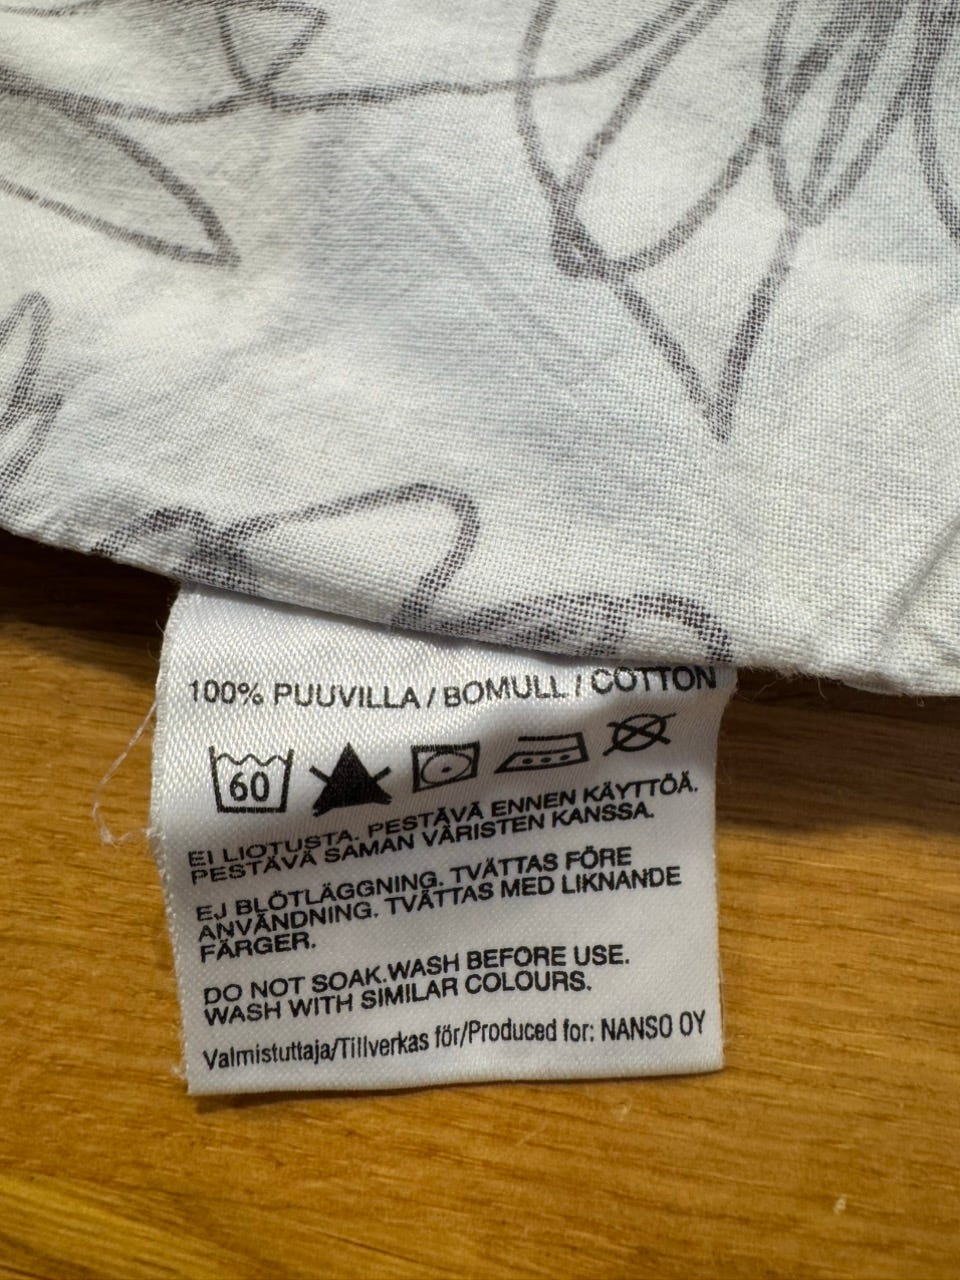 100% PUUVILLA / BOMULL / COTTON
60
EI LIOTUSTA. PESTÄVÄ ENNEN KÄYTTÖÄ.
PESTÄVÄ SAMAN VÄRISTEN KANSSA.
EJ BLÖTLÄGGNING. TVÄTTAS FÖRE
ANVÄNDNING. TVÄTTAS MED LIKNANDE
FÄRGER.
DO NOT SOAK.WASH BEFORE USE.
WASH WITH SIMILAR COLOURS.
Valmistuttaja/Tillverkas för/Produced for: NANSO OY